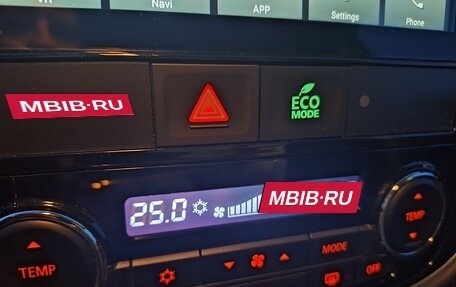 Navi
APP
Settings
Phone
MBIB·RU
ECO
MODE
25.0
MBIB·RU
TEMP
MODE
OFF
TEMP